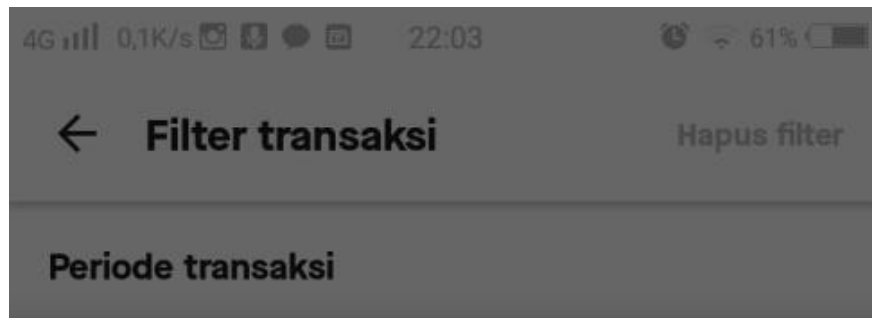 4G 0,1K/s 22:03 61%
Filter transaksi Hapus filter
Periode transaksi